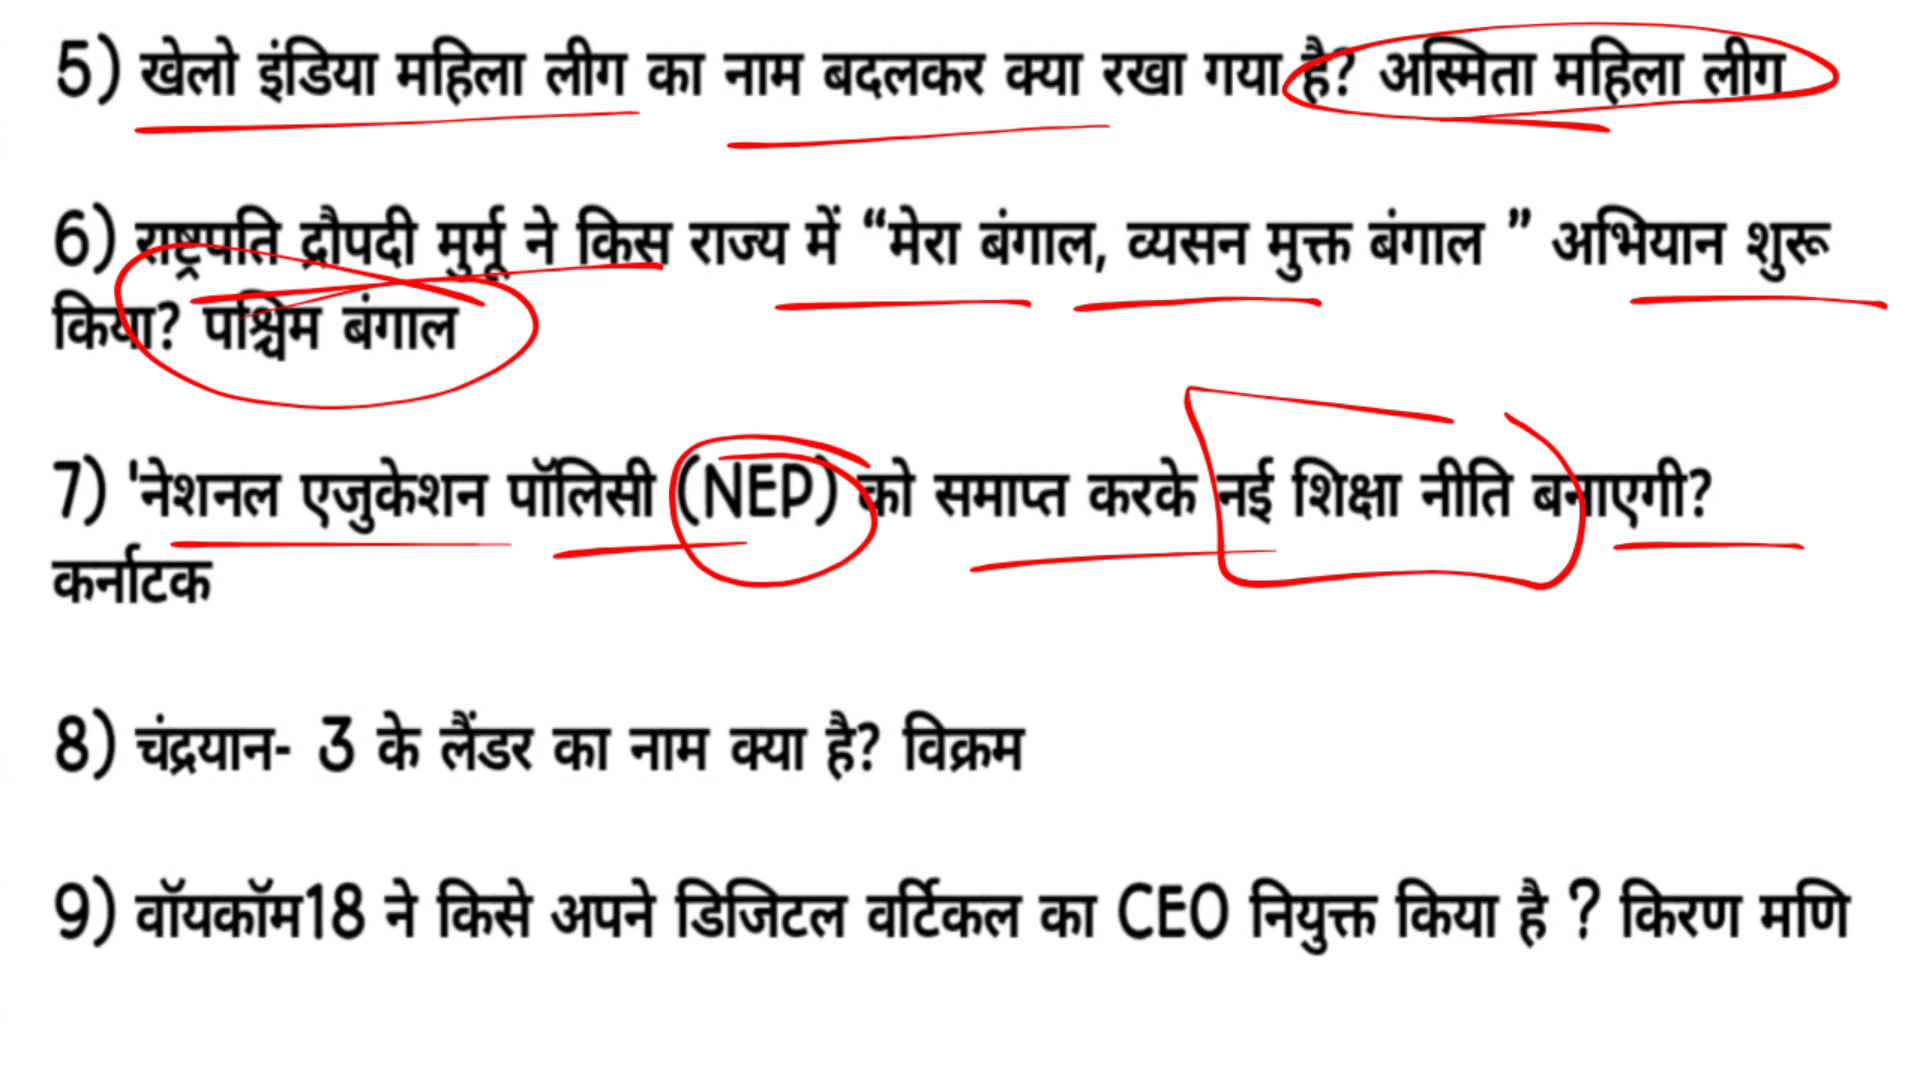 5) खेलो इंडिया महिला लीग का नाम बदलकर क्या रखा गया है? अस्मिता महिला लीग
6) राष्ट्रपति द्रौपदी मुर्मू ने किस राज्य में “मेरा बंगाल, व्यसन मुक्त बंगाल ” अभियान शुरू
किया? पश्चिम बंगाल
7) 'नेशनल एजुकेशन पॉलिसी (NEP) को समाप्त करके नई शिक्षा नीति बनाएगी?
कर्नाटक
8) चंद्रयान- 3 के लैंडर का नाम क्या है? विक्रम
9) वॉयकॉम18 ने किसे अपने डिजिटल वर्टिकल का CEO नियुक्त किया है ? किरण मणि